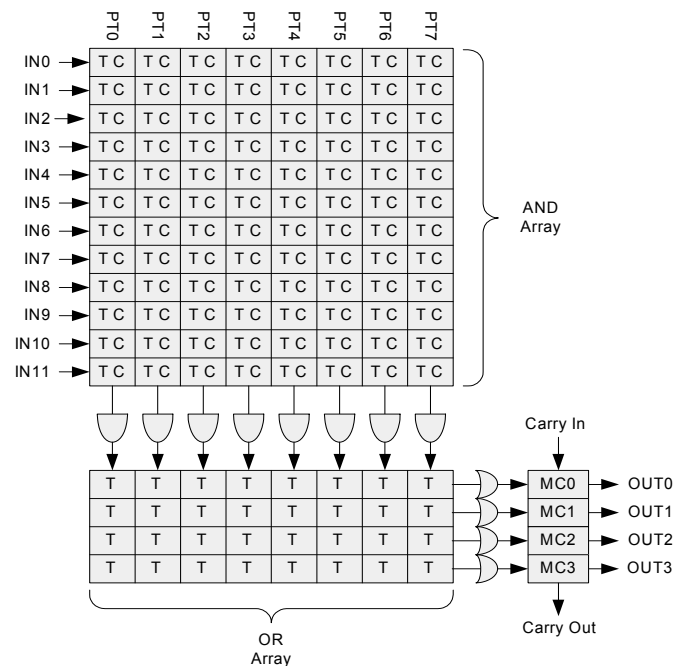 PT0 PT1 PT2 PT3 PT4 PT5 PT6 PT7
IN0 T C T C T C T C T C T C T C T C
IN1 T C T C T C T C T C T C T C T C
IN2 T C T C T C T C T C T C T C T C
IN3 T C T C T C T C T C T C T C T C
IN4 T C T C T C T C T C T C T C T C
IN5 T C T C T C T C T C T C T C T C
IN6 T C T C T C T C T C T C T C T C
IN7 T C T C T C T C T C T C T C T C
IN8 T C T C T C T C T C T C T C T C
IN9 T C T C T C T C T C T C T C T C
IN10 T C T C T C T C T C T C T C T C
IN11 T C T C T C T C T C T C T C T C
AND
Array
Carry In
T T T T T T T T MC0 OUT0
T T T T T T T T MC1 OUT1
T T T T T T T T MC2 OUT2
T T T T T T T T MC3 OUT3
Carry Out
OR
Array